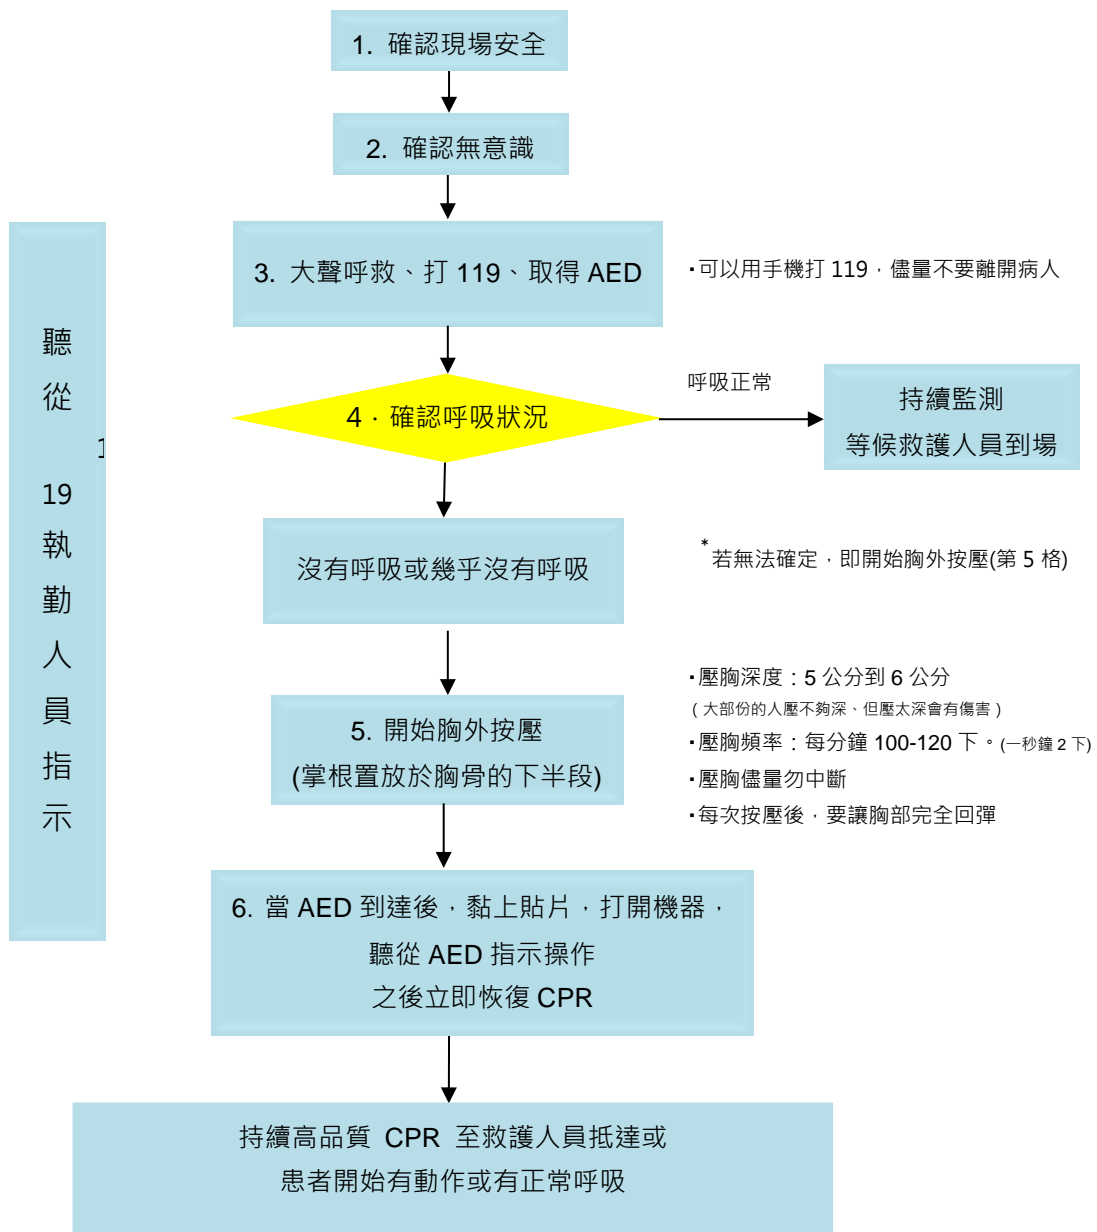 1. 確認現場安全
2. 確認無意識
3. 大聲呼救、打 119、取得 AED
▪可以用手機打 119，儘量不要離開病人
聽
從
1
19
執
勤
人
員
指
示
4．確認呼吸狀況
呼吸正常
持續監測
等候救護人員到場
沒有呼吸或幾乎沒有呼吸
*若無法確定，即開始胸外按壓(第 5 格)
5. 開始胸外按壓
(掌根置放於胸骨的下半段)
▪壓胸深度：5 公分到 6 公分
（大部份的人壓不夠深、但壓太深會有傷害）
▪壓胸頻率：每分鐘 100-120 下。(一秒鐘 2 下)
▪壓胸儘量勿中斷
▪每次按壓後，要讓胸部完全回彈
6. 當 AED 到達後，黏上貼片，打開機器，
聽從 AED 指示操作
之後立即恢復 CPR
持續高品質 CPR 至救護人員抵達或
患者開始有動作或有正常呼吸